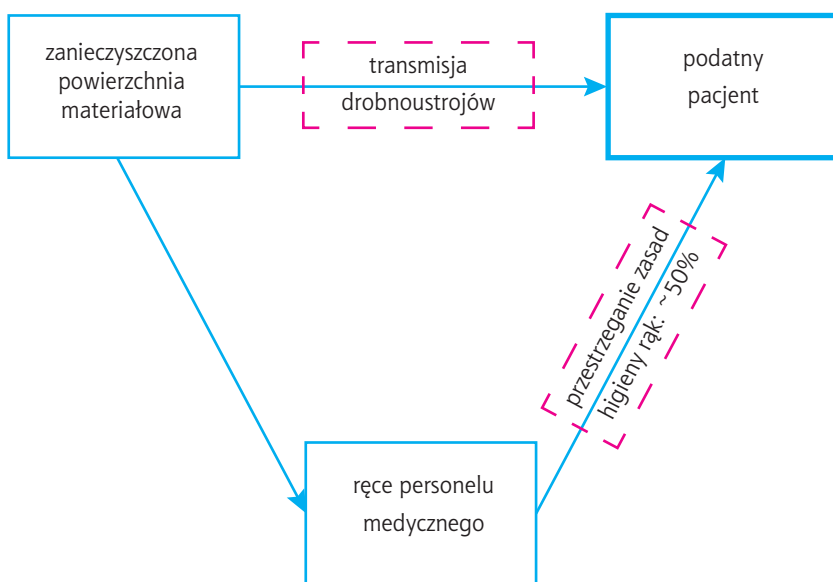 zanieczyszczona
powierzchnia
materiałowa
transmisja
drobnoustrojów
podatny
pacjent
przestrzeganie zasad
higieny rąk: ~50%
ręce personelu
medycznego